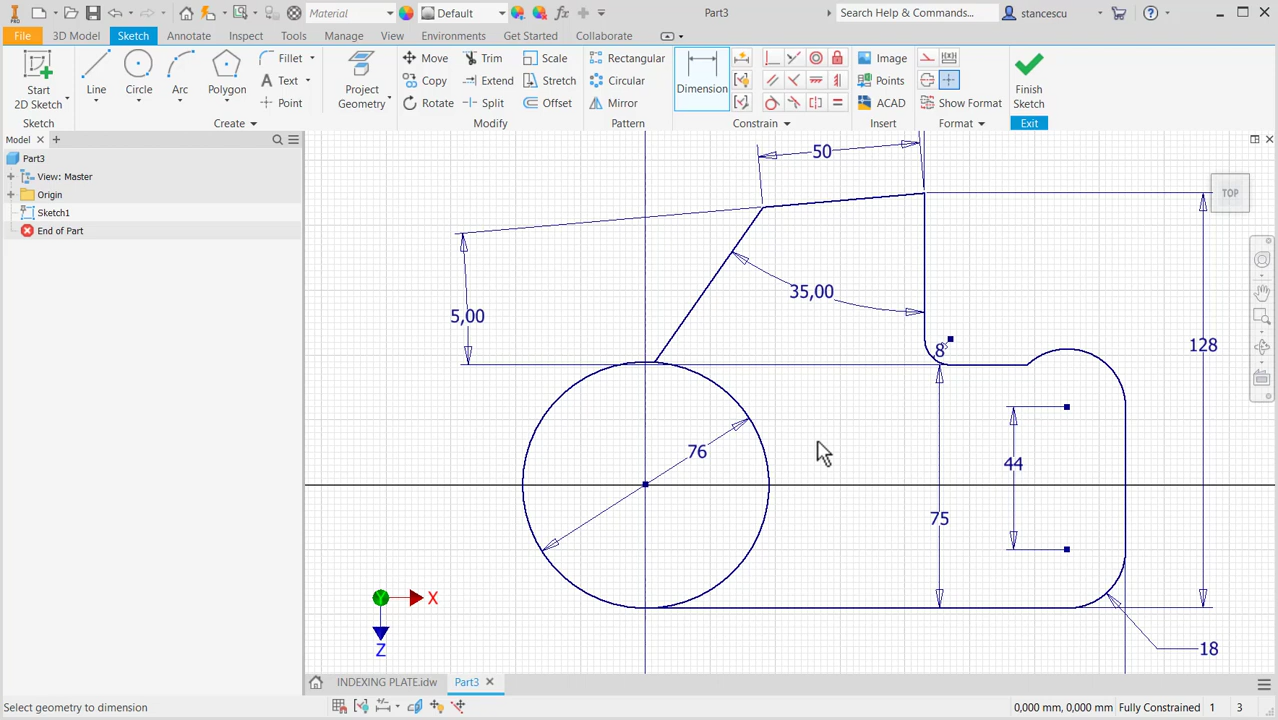 PRO
Material
Default
fx
Part3
Search Help & Commands...
stancescu
File
3D Model
Sketch
Annotate
Inspect
Tools
Manage
View
Environments
Get Started
Collaborate
Start
2D Sketch
Line
Circle
Arc
Polygon
Fillet
Text
Point
Project
Geometry
Move
Trim
Scale
Copy
Extend
Stretch
Rotate
Split
Offset
Rectangular
Circular
Mirror
Dimension
Image
Points
ACAD
Show Format
Finish
Sketch
Sketch
Create
Modify
Pattern
Constrain
Insert
Format
Exit
Model
Part3
View: Master
Origin
Sketch1
End of Part
TOP
50
35,00
5,00
8
128
76
44
75
18
X
Y
Z
INDEXING PLATE.idw
Part3
Select geometry to dimension
0,000 mm, 0,000 mm
Fully Constrained
1
3